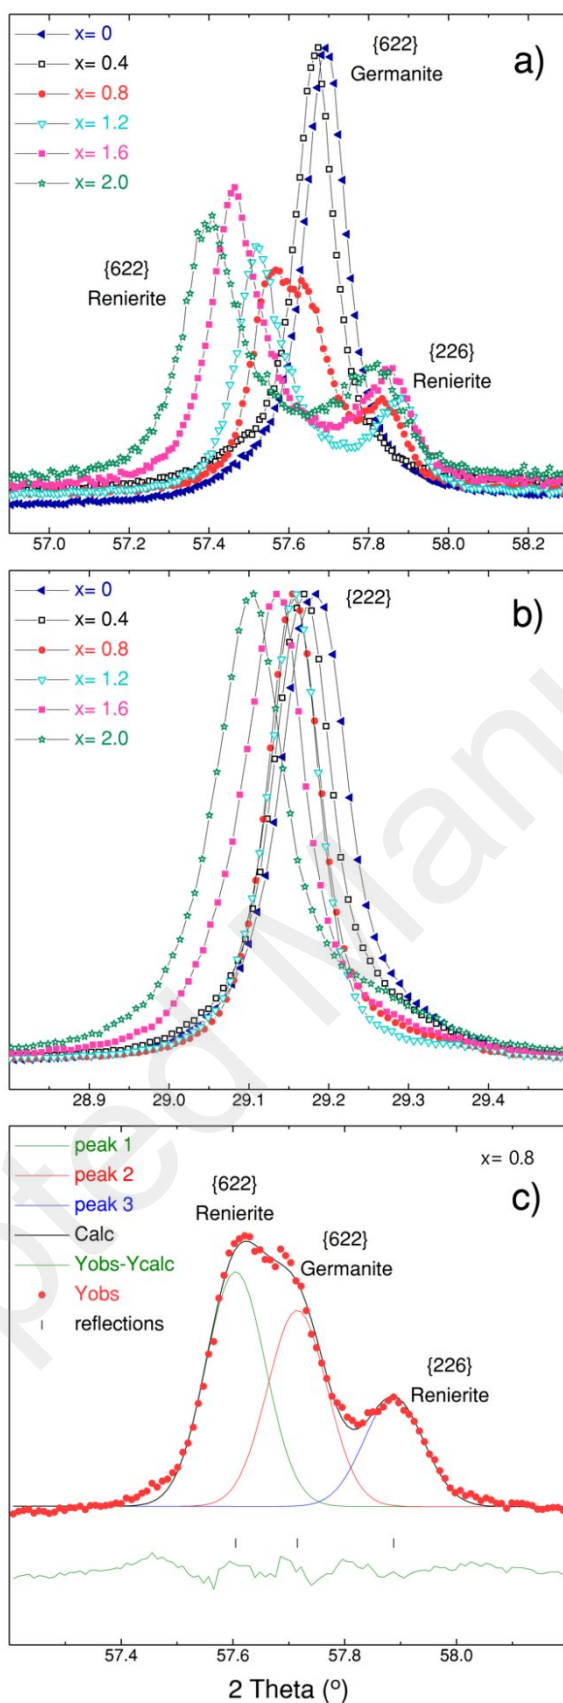 x= 0
x= 0.4
x= 0.8
x= 1.2
x= 1.6
x= 2.0
{622}
Germanite
a)
{622}
Renierite
{226}
Renierite
57.0 57.2 57.4 57.6 57.8 58.0 58.2
x= 0
x= 0.4
x= 0.8
x= 1.2
x= 1.6
x= 2.0
{222}
b)
28.9 29.0 29.1 29.2 29.3 29.4
peak 1
peak 2
peak 3
Calc
Yobs-Ycalc
Yobs
reflections
x= 0.8
c)
{622}
Renierite
{622}
Germanite
{226}
Renierite
57.4 57.6 57.8 58.0
2 Theta (º)
pted Man